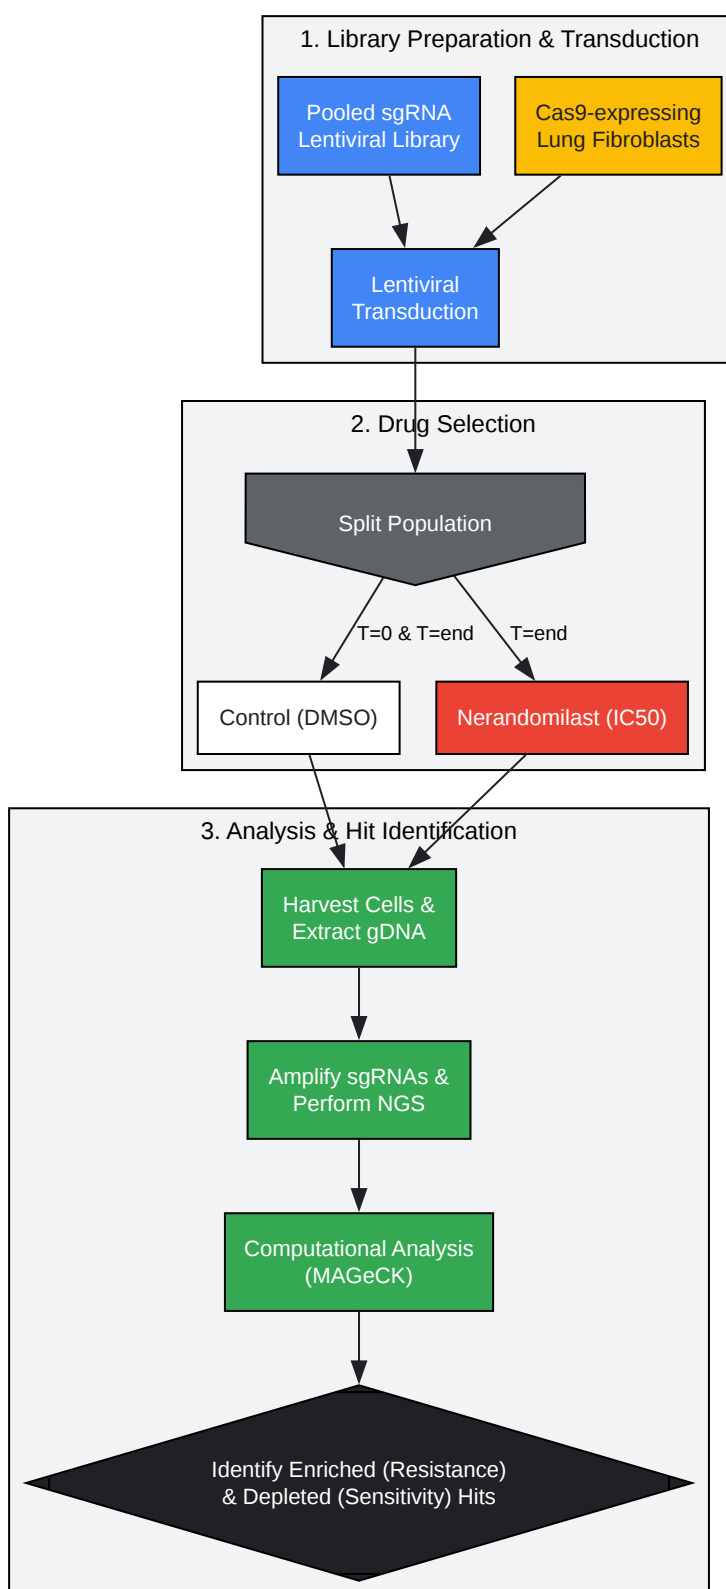 1. Library Preparation & Transduction
Pooled sgRNA
Lentiviral Library
Cas9-expressing
Lung Fibroblasts
Lentiviral
Transduction
2. Drug Selection
Split Population
T=0 & T=end
T=end
Control (DMSO)
Nerandomilast (IC50)
3. Analysis & Hit Identification
Harvest Cells &
Extract gDNA
Amplify sgRNAs &
Perform NGS
Computational Analysis
(MAGeCK)
Identify Enriched (Resistance)
& Depleted (Sensitivity) Hits